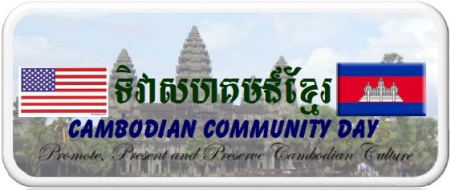 ទិវាសហគមន៍ខ្មែរ
CAMBODIAN COMMUNITY DAY
Promote, Present and Preserve Cambodian Culture